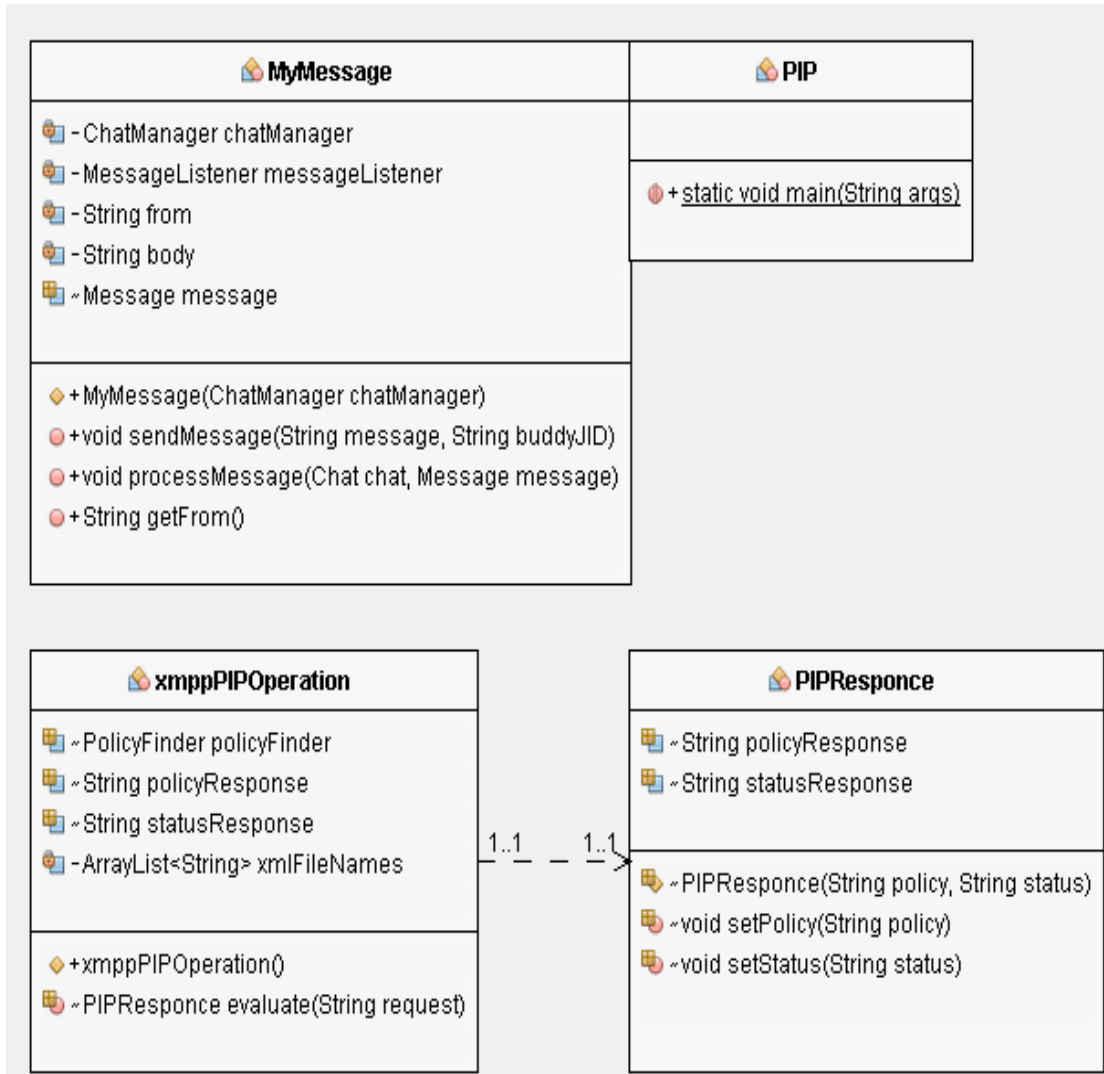 MyMessage
-ChatManager chatManager
-MessageListener messageListener
-String from
-String body
~Message message
+MyMessage(ChatManager chatManager)
+void sendMessage(String message, String buddyJID)
+void processMessage(Chat chat, Message message)
+String getFrom()
PIP
+static void main(String args)
xmppPIPOperation
~PolicyFinder policyFinder
~String policyResponse
~String statusResponse
-ArrayList<String> xmlFileNames
+xmppPIPOperation()
~PIPResponce evaluate(String request)
1..1 1..1
PIPResponce
~String policyResponse
~String statusResponse
~PIPResponce(String policy, String status)
~void setPolicy(String policy)
~void setStatus(String status)